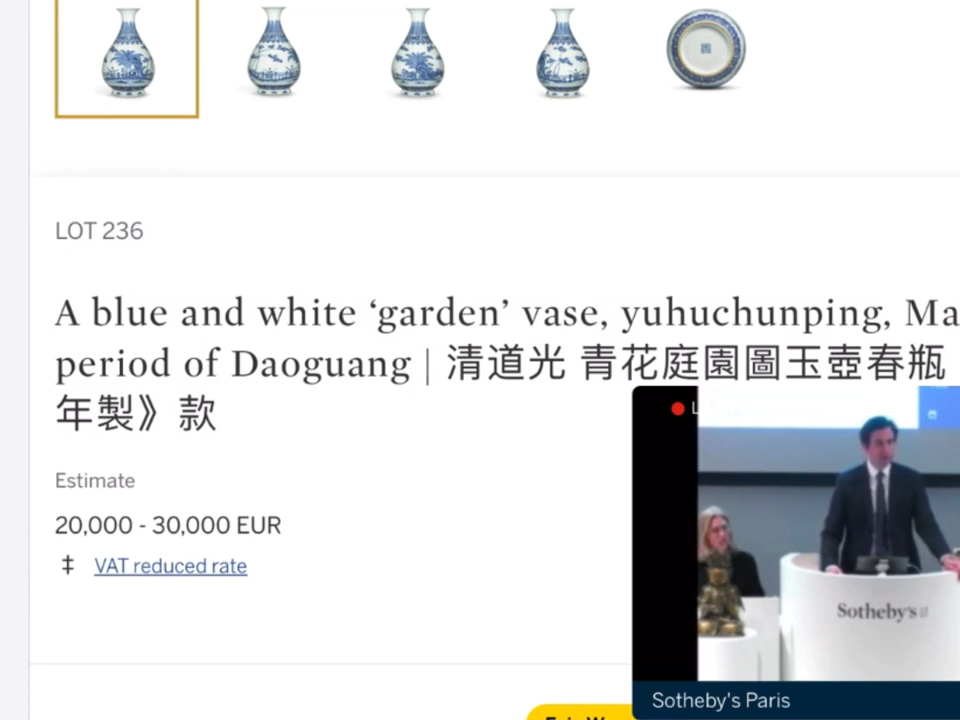 LOT 236
A blue and white ‘garden’ vase, yuhuchunping, Ma
period of Daoguang | 清道光 青花庭園圖玉壺春瓶
年製》款
Estimate
20,000 - 30,000 EUR
‡ VAT reduced rate
Sotheby's
Sotheby's Paris